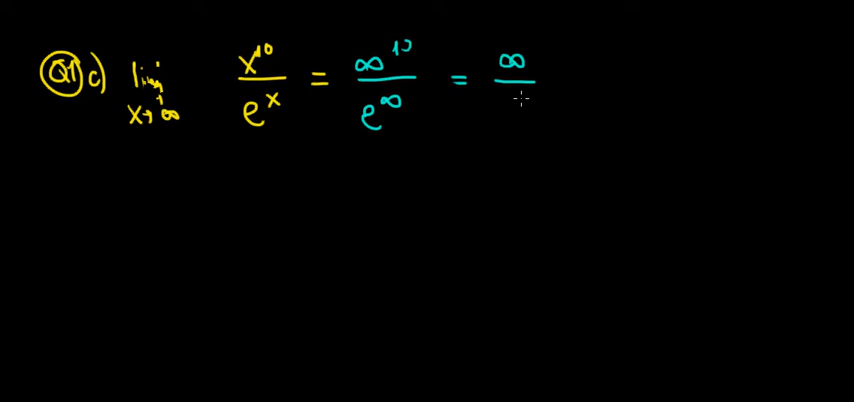 Q1 c) lim x→∞ x^10 / e^x = ∞^10 / e^∞ = ∞ /